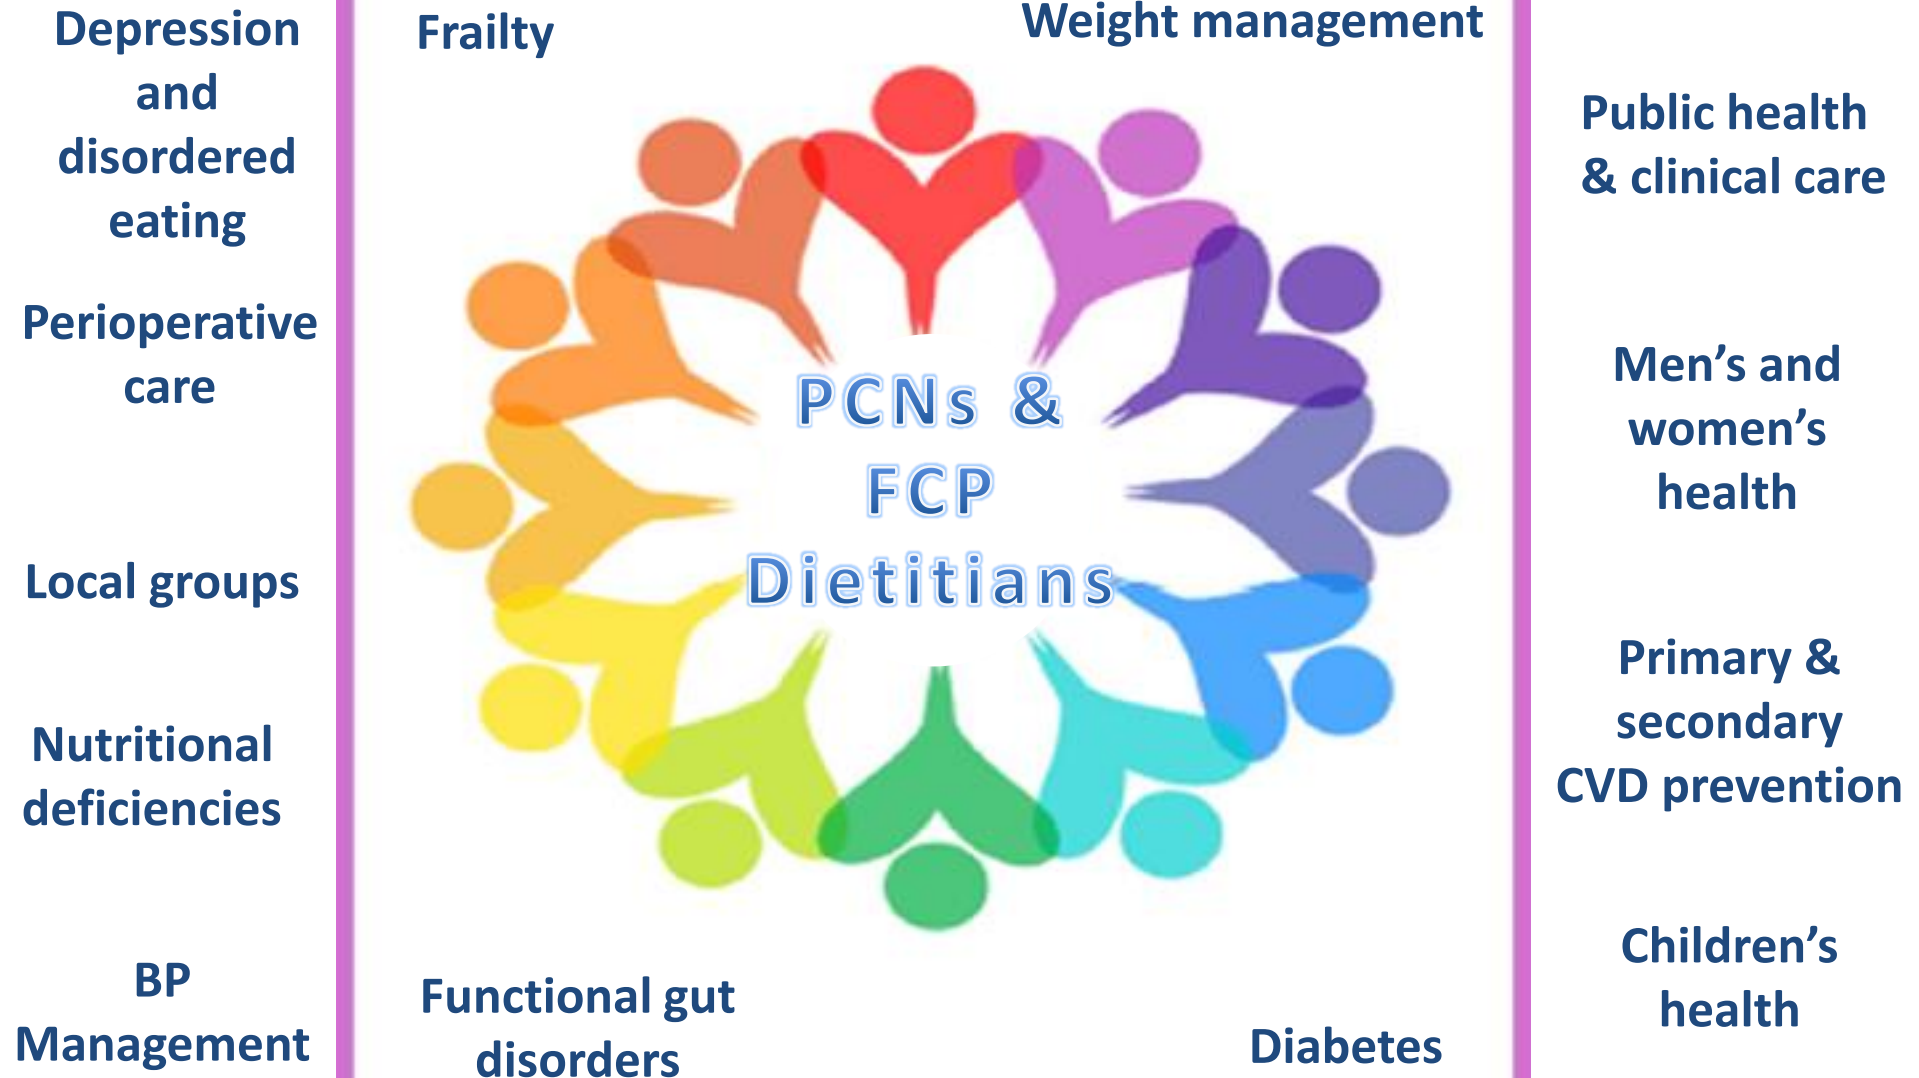 Depression
and
disordered
eating
Perioperative
care
Local groups
Nutritional
deficiencies
BP
Management
Frailty
Weight management
PCNs &
FCP
Dietitians
Functional gut
disorders
Diabetes
Public health
& clinical care
Men’s and
women’s
health
Primary &
secondary
CVD prevention
Children’s
health